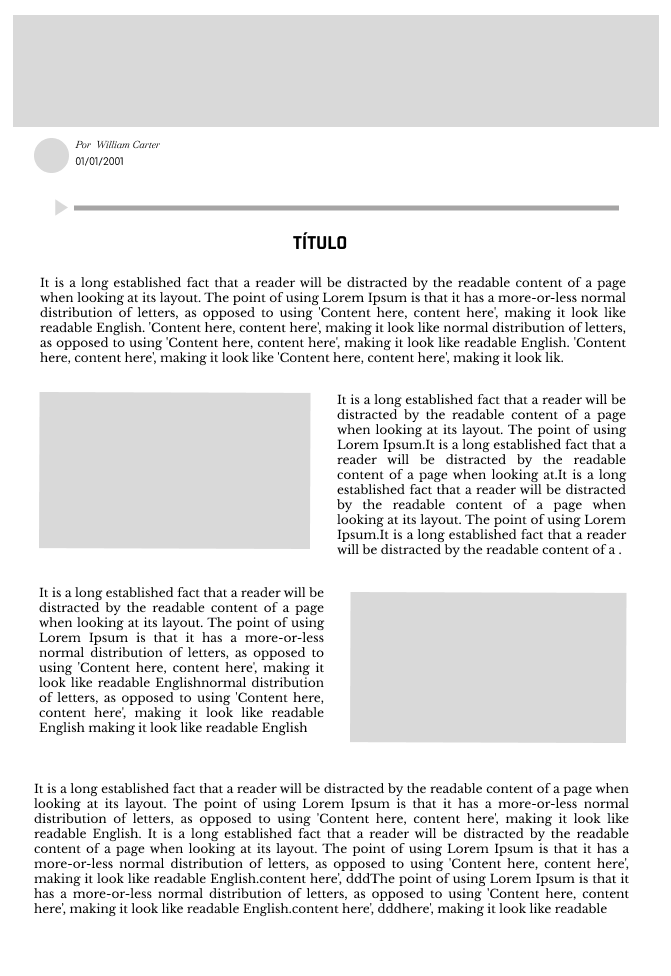 Por William Carter
01/01/2001
TÍTULO
It is a long established fact that a reader will be distracted by the readable content of a page
when looking at its layout. The point of using Lorem Ipsum is that it has a more-or-less normal
distribution of letters, as opposed to using 'Content here, content here', making it look like
readable English. 'Content here, content here', making it look like normal distribution of letters,
as opposed to using 'Content here, content here', making it look like readable English. 'Content
here, content here', making it look like 'Content here, content here', making it look lik.
It is a long established fact that a reader will be
distracted by the readable content of a page
when looking at its layout. The point of using
Lorem Ipsum.It is a long established fact that a
reader will be distracted by the readable
content of a page when looking at.It is a long
established fact that a reader will be distracted
by the readable content of a page when
looking at its layout. The point of using Lorem
Ipsum.It is a long established fact that a reader
will be distracted by the readable content of a .
It is a long established fact that a reader will be
distracted by the readable content of a page
when looking at its layout. The point of using
Lorem Ipsum is that it has a more-or-less
normal distribution of letters, as opposed to
using 'Content here, content here', making it
look like readable Englishnormal distribution
of letters, as opposed to using 'Content here,
content here', making it look like readable
English making it look like readable English
It is a long established fact that a reader will be distracted by the readable content of a page when
looking at its layout. The point of using Lorem Ipsum is that it has a more-or-less normal
distribution of letters, as opposed to using 'Content here, content here', making it look like
readable English. It is a long established fact that a reader will be distracted by the readable
content of a page when looking at its layout. The point of using Lorem Ipsum is that it has a
more-or-less normal distribution of letters, as opposed to using 'Content here, content here',
making it look like readable English.content here', dddThe point of using Lorem Ipsum is that it
has a more-or-less normal distribution of letters, as opposed to using 'Content here, content
here', making it look like readable English.content here', dddhere', making it look like readable